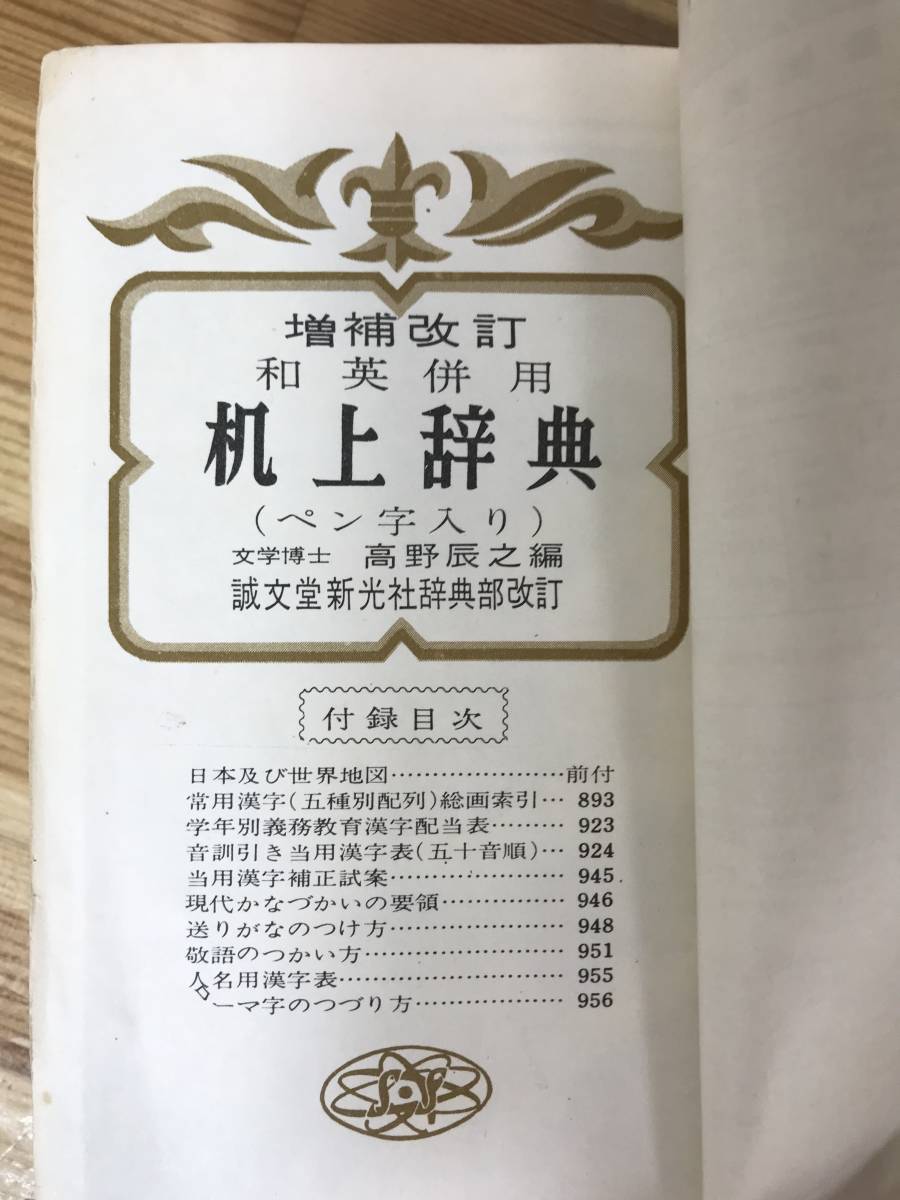 増補改訂
和英併用
机上辞典
(ペン字入り)
文学博士 高野辰之編
誠文堂新光社辞典部改訂
付録目次
日本及び世界地図…………………前付
常用漢字(五種別配列)総画索引… 893
学年別義務教育漢字配当表……… 923
音訓引き当用漢字表(五十音順)… 924
当用漢字補正試案………………… 945
現代かなづかいの要領…………… 946
送りがなのつけ方………………… 948
敬語のつかい方…………………… 951
人名用漢字表……………………… 955
ローマ字のつづり方……………… 956